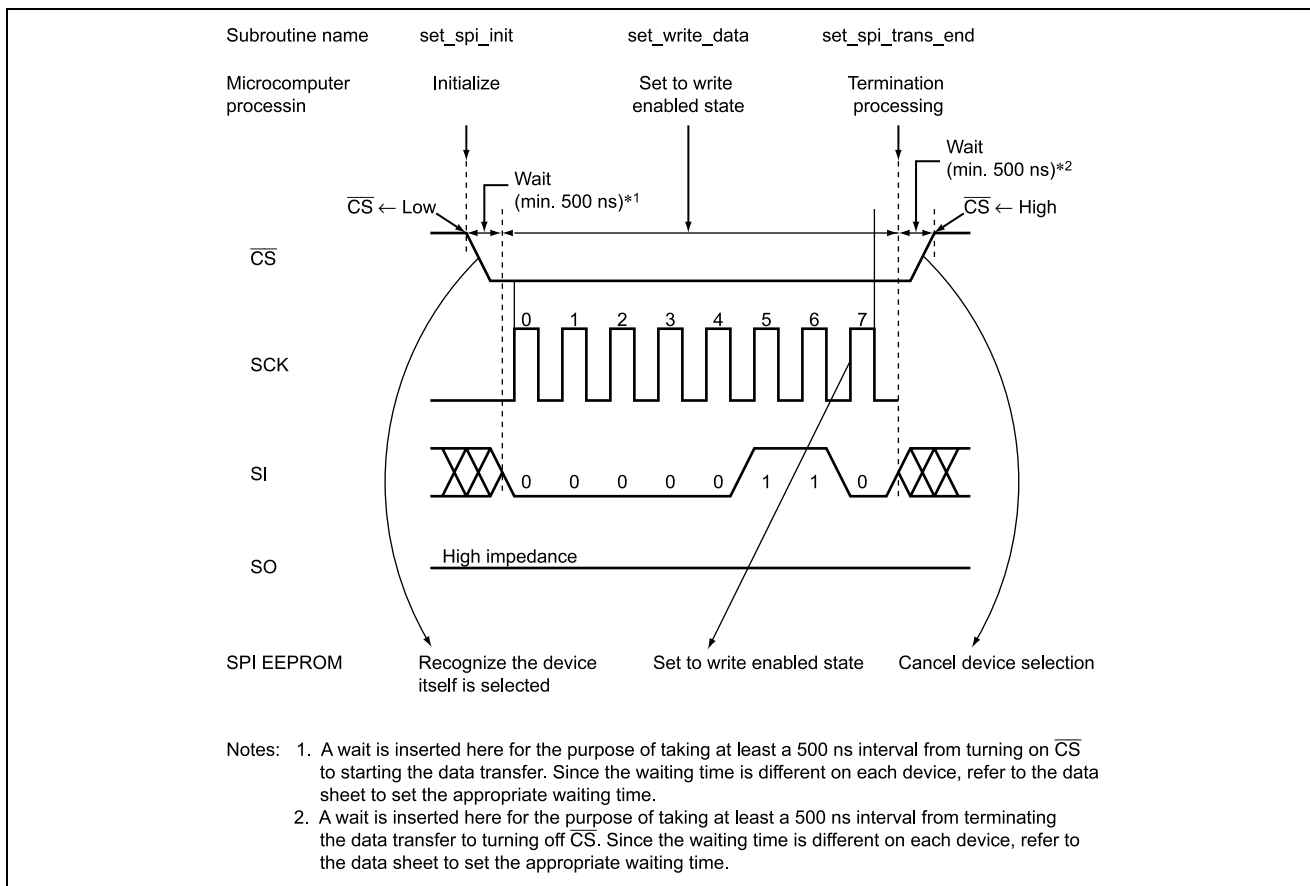 Subroutine name set_spi_init set_write_data set_spi_trans_end
Microcomputer Initialize Set to write Termination
processin enabled state processing
Wait
(min. 500 ns)*2
Wait
(min. 500 ns)*1
C̅S̅ ← Low
C̅S̅ ← High
C̅S̅
0 1 2 3 4 5 6 7
SCK
SI
0 0 0 0 0 1 1 0
High impedance
SO
SPI EEPROM Recognize the device Set to write enabled state Cancel device selection
itself is selected
Notes: 1. A wait is inserted here for the purpose of taking at least a 500 ns interval from turning on C̅S̅
to starting the data transfer. Since the waiting time is different on each device, refer to the data
sheet to set the appropriate waiting time.
2. A wait is inserted here for the purpose of taking at least a 500 ns interval from terminating
the data transfer to turning off C̅S̅. Since the waiting time is different on each device, refer to
the data sheet to set the appropriate waiting time.